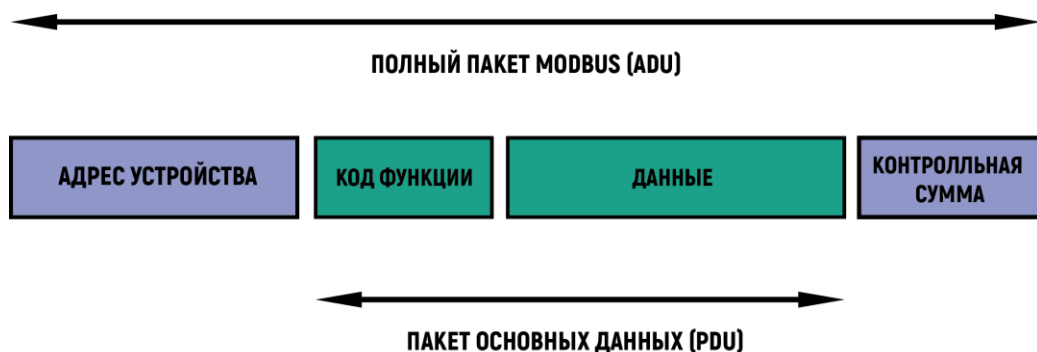 ПОЛНЫЙ ПАКЕТ MODBUS (ADU)
АДРЕС УСТРОЙСТВА
КОД ФУНКЦИИ
ДАННЫЕ
КОНТРОЛЛЬНАЯ
СУММА
ПАКЕТ ОСНОВНЫХ ДАННЫХ (PDU)